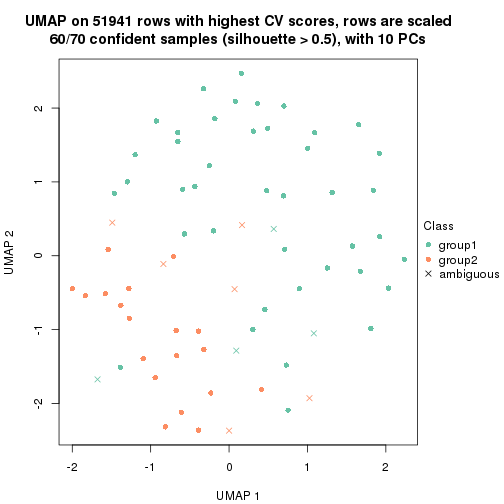 UMAP on 51941 rows with highest CV scores, rows are scaled
60/70 confident samples (silhouette > 0.5), with 10 PCs
2
1
0
-1
-2
UMAP 2
-2
-1
0
1
2
UMAP 1
Class
group1
group2
ambiguous